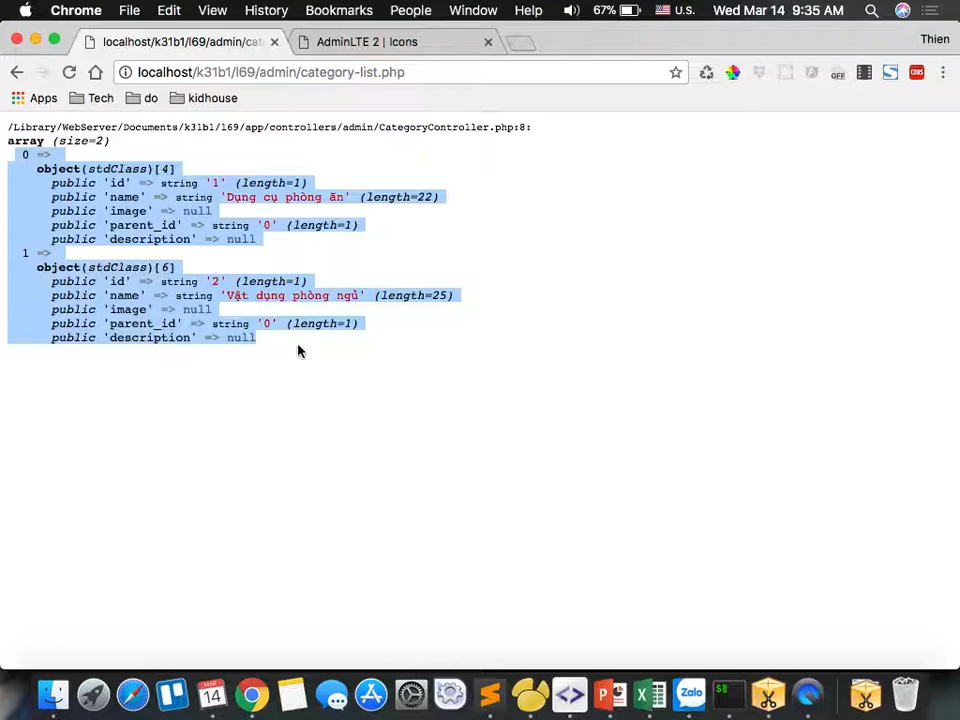 Chrome File Edit View History Bookmarks People Window Help 67% U.S. Wed Mar 14 9:35 AM
localhost/k31b1/l69/admin/cat AdminLTE 2 | Icons Thien
localhost/k31b1/l69/admin/category-list.php OFF CORS
Apps Tech do kidhouse
/Library/WebServer/Documents/k31b1/l69/app/controllers/admin/CategoryController.php:8:
array (size=2)
0 =>
object(stdClass)[4]
public 'id' => string '1' (length=1)
public 'name' => string 'Dụng cụ phòng ăn' (length=22)
public 'image' => null
public 'parent_id' => string '0' (length=1)
public 'description' => null
1 =>
object(stdClass)[6]
public 'id' => string '2' (length=1)
public 'name' => string 'Vật dụng phòng ngủ' (length=25)
public 'image' => null
public 'parent_id' => string '0' (length=1)
public 'description' => null
MAR
14 Zalo $